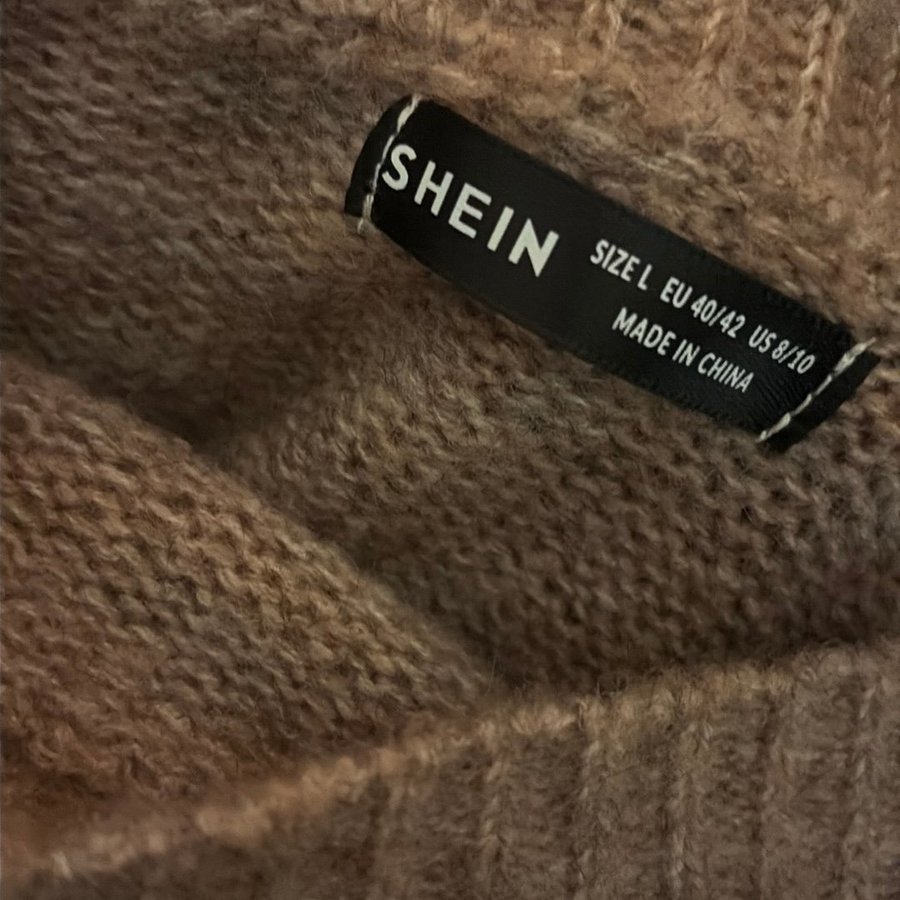 SHEIN
SIZE L EU 40/42 US 8/10
MADE IN CHINA